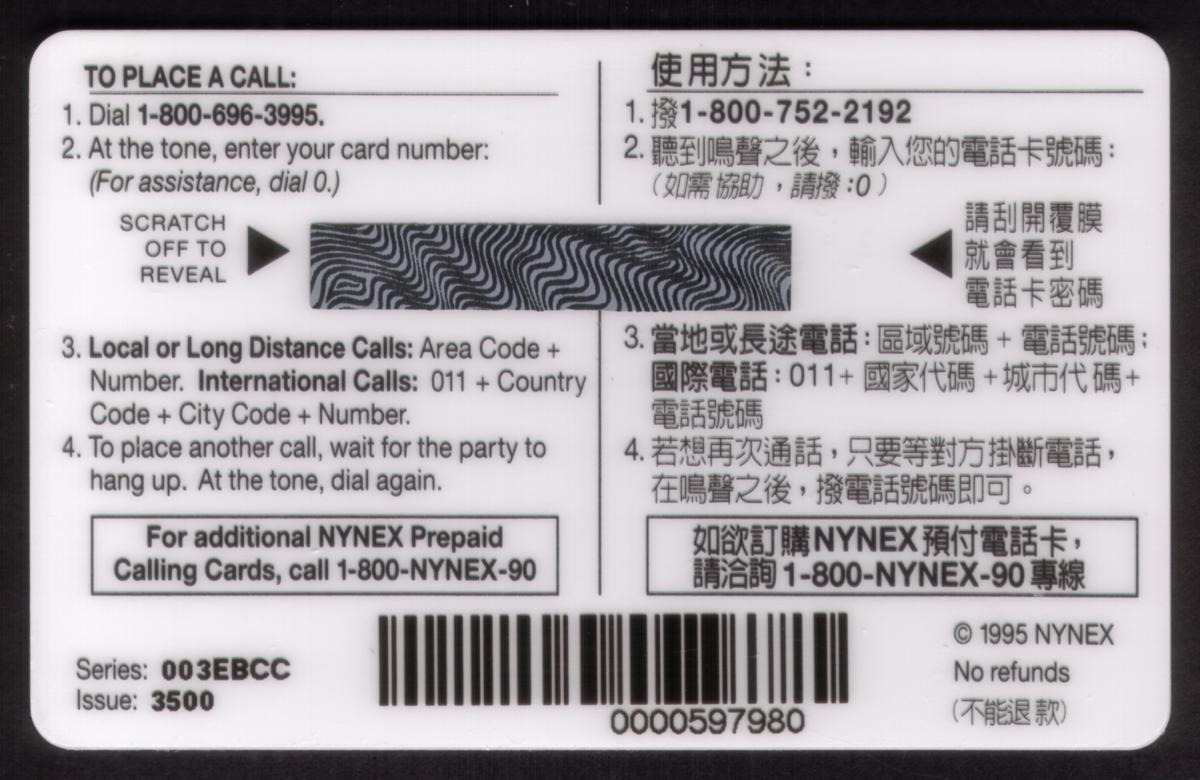 TO PLACE A CALL:
1. Dial 1-800-696-3995.
2. At the tone, enter your card number:
(For assistance, dial 0.)
SCRATCH
OFF TO
REVEAL
3. Local or Long Distance Calls: Area Code +
Number. International Calls: 011 + Country
Code + City Code + Number.
4. To place another call, wait for the party to
hang up. At the tone, dial again.
For additional NYNEX Prepaid
Calling Cards, call 1-800-NYNEX-90
使用方法：
1. 撥1-800-752-2192
2. 聽到鳴聲之後，輸入您的電話卡號碼：
（如需協助，請撥:0）
請刮開覆膜
就會看到
電話卡密碼
3. 當地或長途電話：區域號碼 + 電話號碼；
國際電話：011+ 國家代碼 +城市代碼+
電話號碼
4. 若想再次通話，只要等對方掛斷電話，
在鳴聲之後，撥電話號碼即可。
如欲訂購NYNEX預付電話卡，
請洽詢 1-800-NYNEX-90 專線
Series: 003EBCC
Issue: 3500
0000597980
© 1995 NYNEX
No refunds
（不能退款）